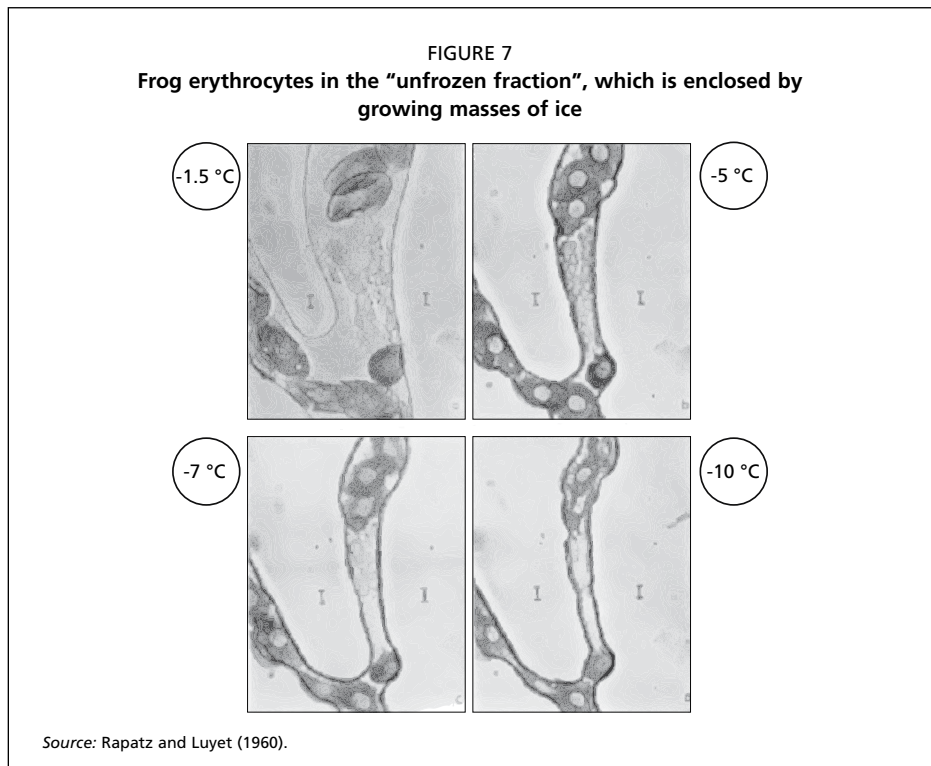 FIGURE 7
Frog erythrocytes in the “unfrozen fraction”, which is enclosed by
growing masses of ice
-1.5 °C
-5 °C
I
I
I
I
-7 °C
-10 °C
I
I
I
I
c
Source: Rapatz and Luyet (1960).